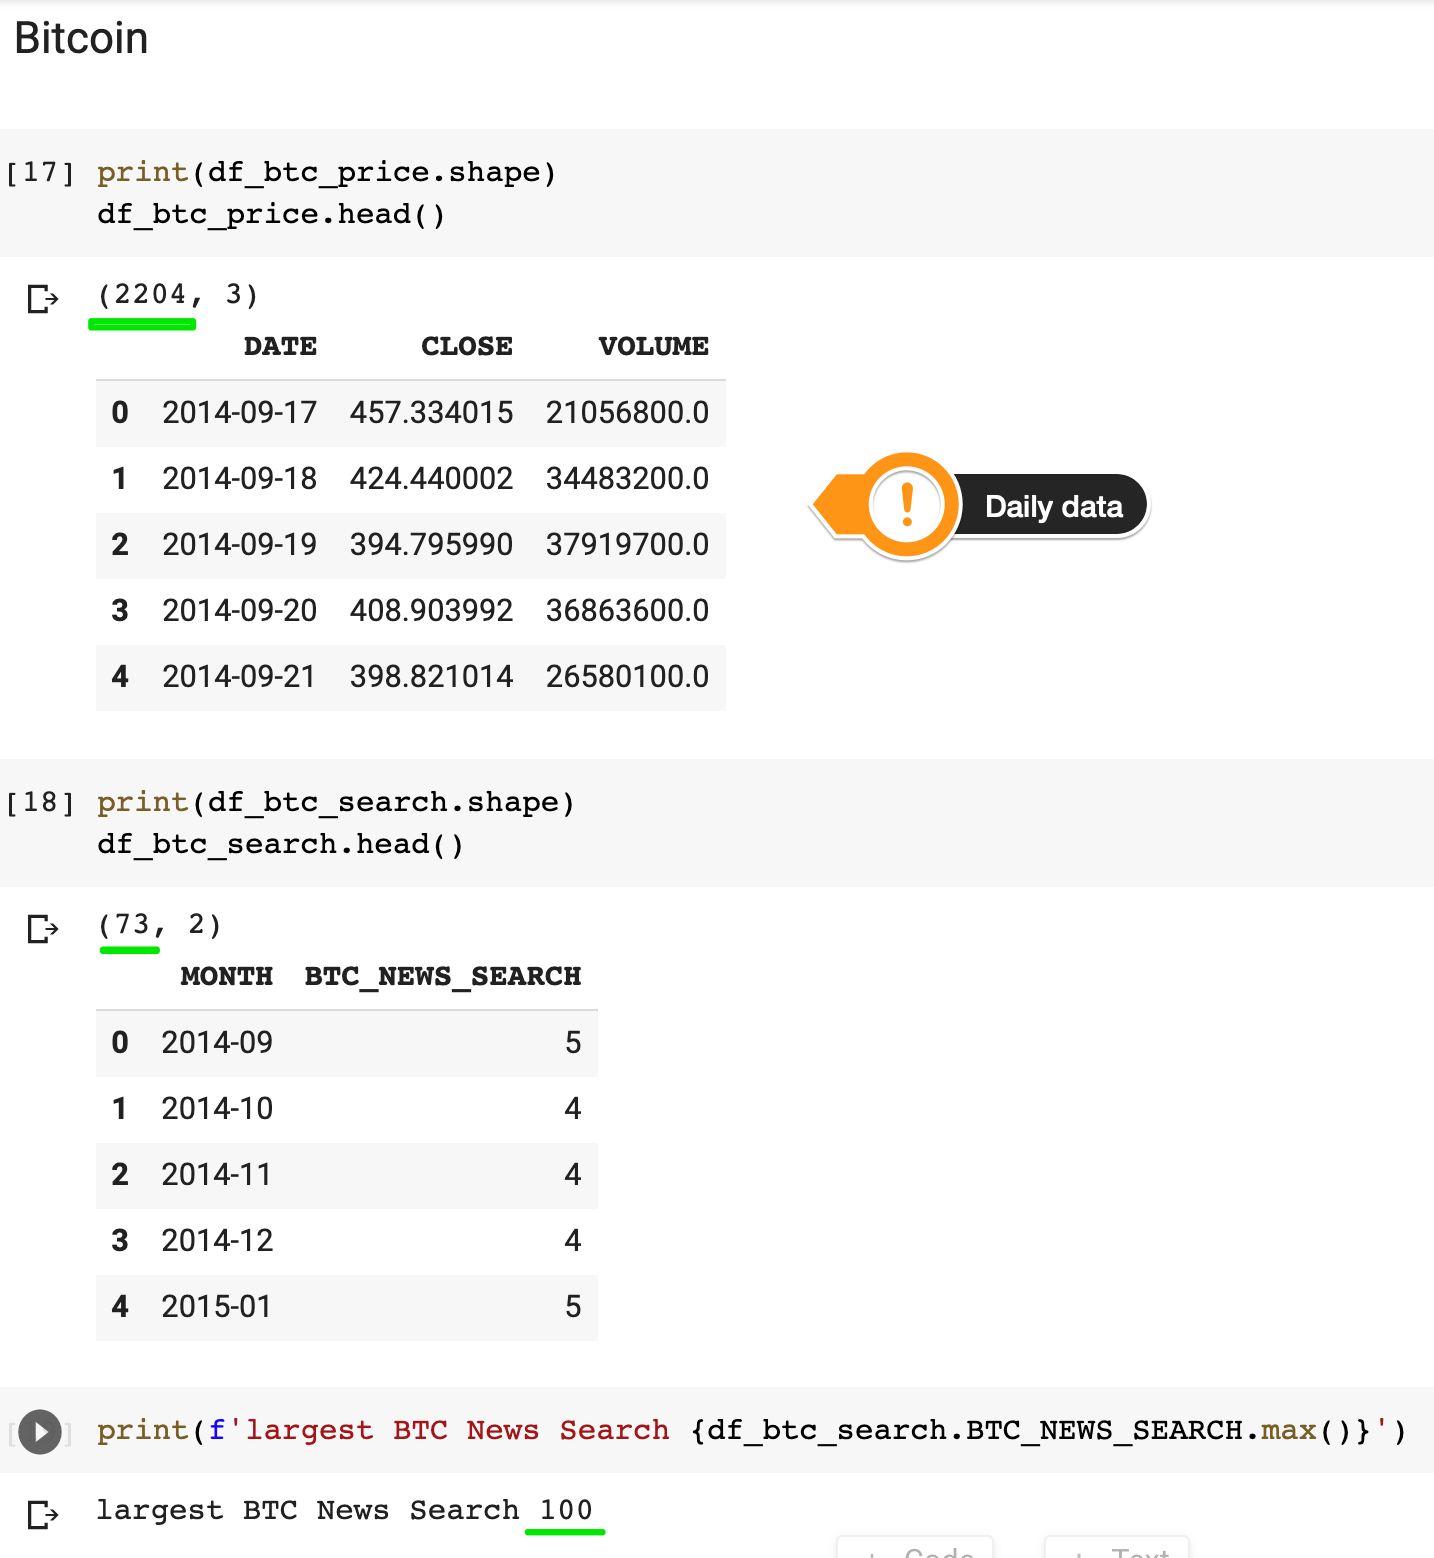 Bitcoin
[17] print(df_btc_price.shape)
df_btc_price.head()
(2204, 3)
DATE CLOSE VOLUME
0 2014-09-17 457.334015 21056800.0
1 2014-09-18 424.440002 34483200.0
2 2014-09-19 394.795990 37919700.0
3 2014-09-20 408.903992 36863600.0
4 2014-09-21 398.821014 26580100.0
! Daily data
[18] print(df_btc_search.shape)
df_btc_search.head()
(73, 2)
MONTH BTC_NEWS_SEARCH
0 2014-09 5
1 2014-10 4
2 2014-11 4
3 2014-12 4
4 2015-01 5
[ ] print(f'largest BTC News Search {df_btc_search.BTC_NEWS_SEARCH.max()}')
largest BTC News Search 100
+ Code + Text